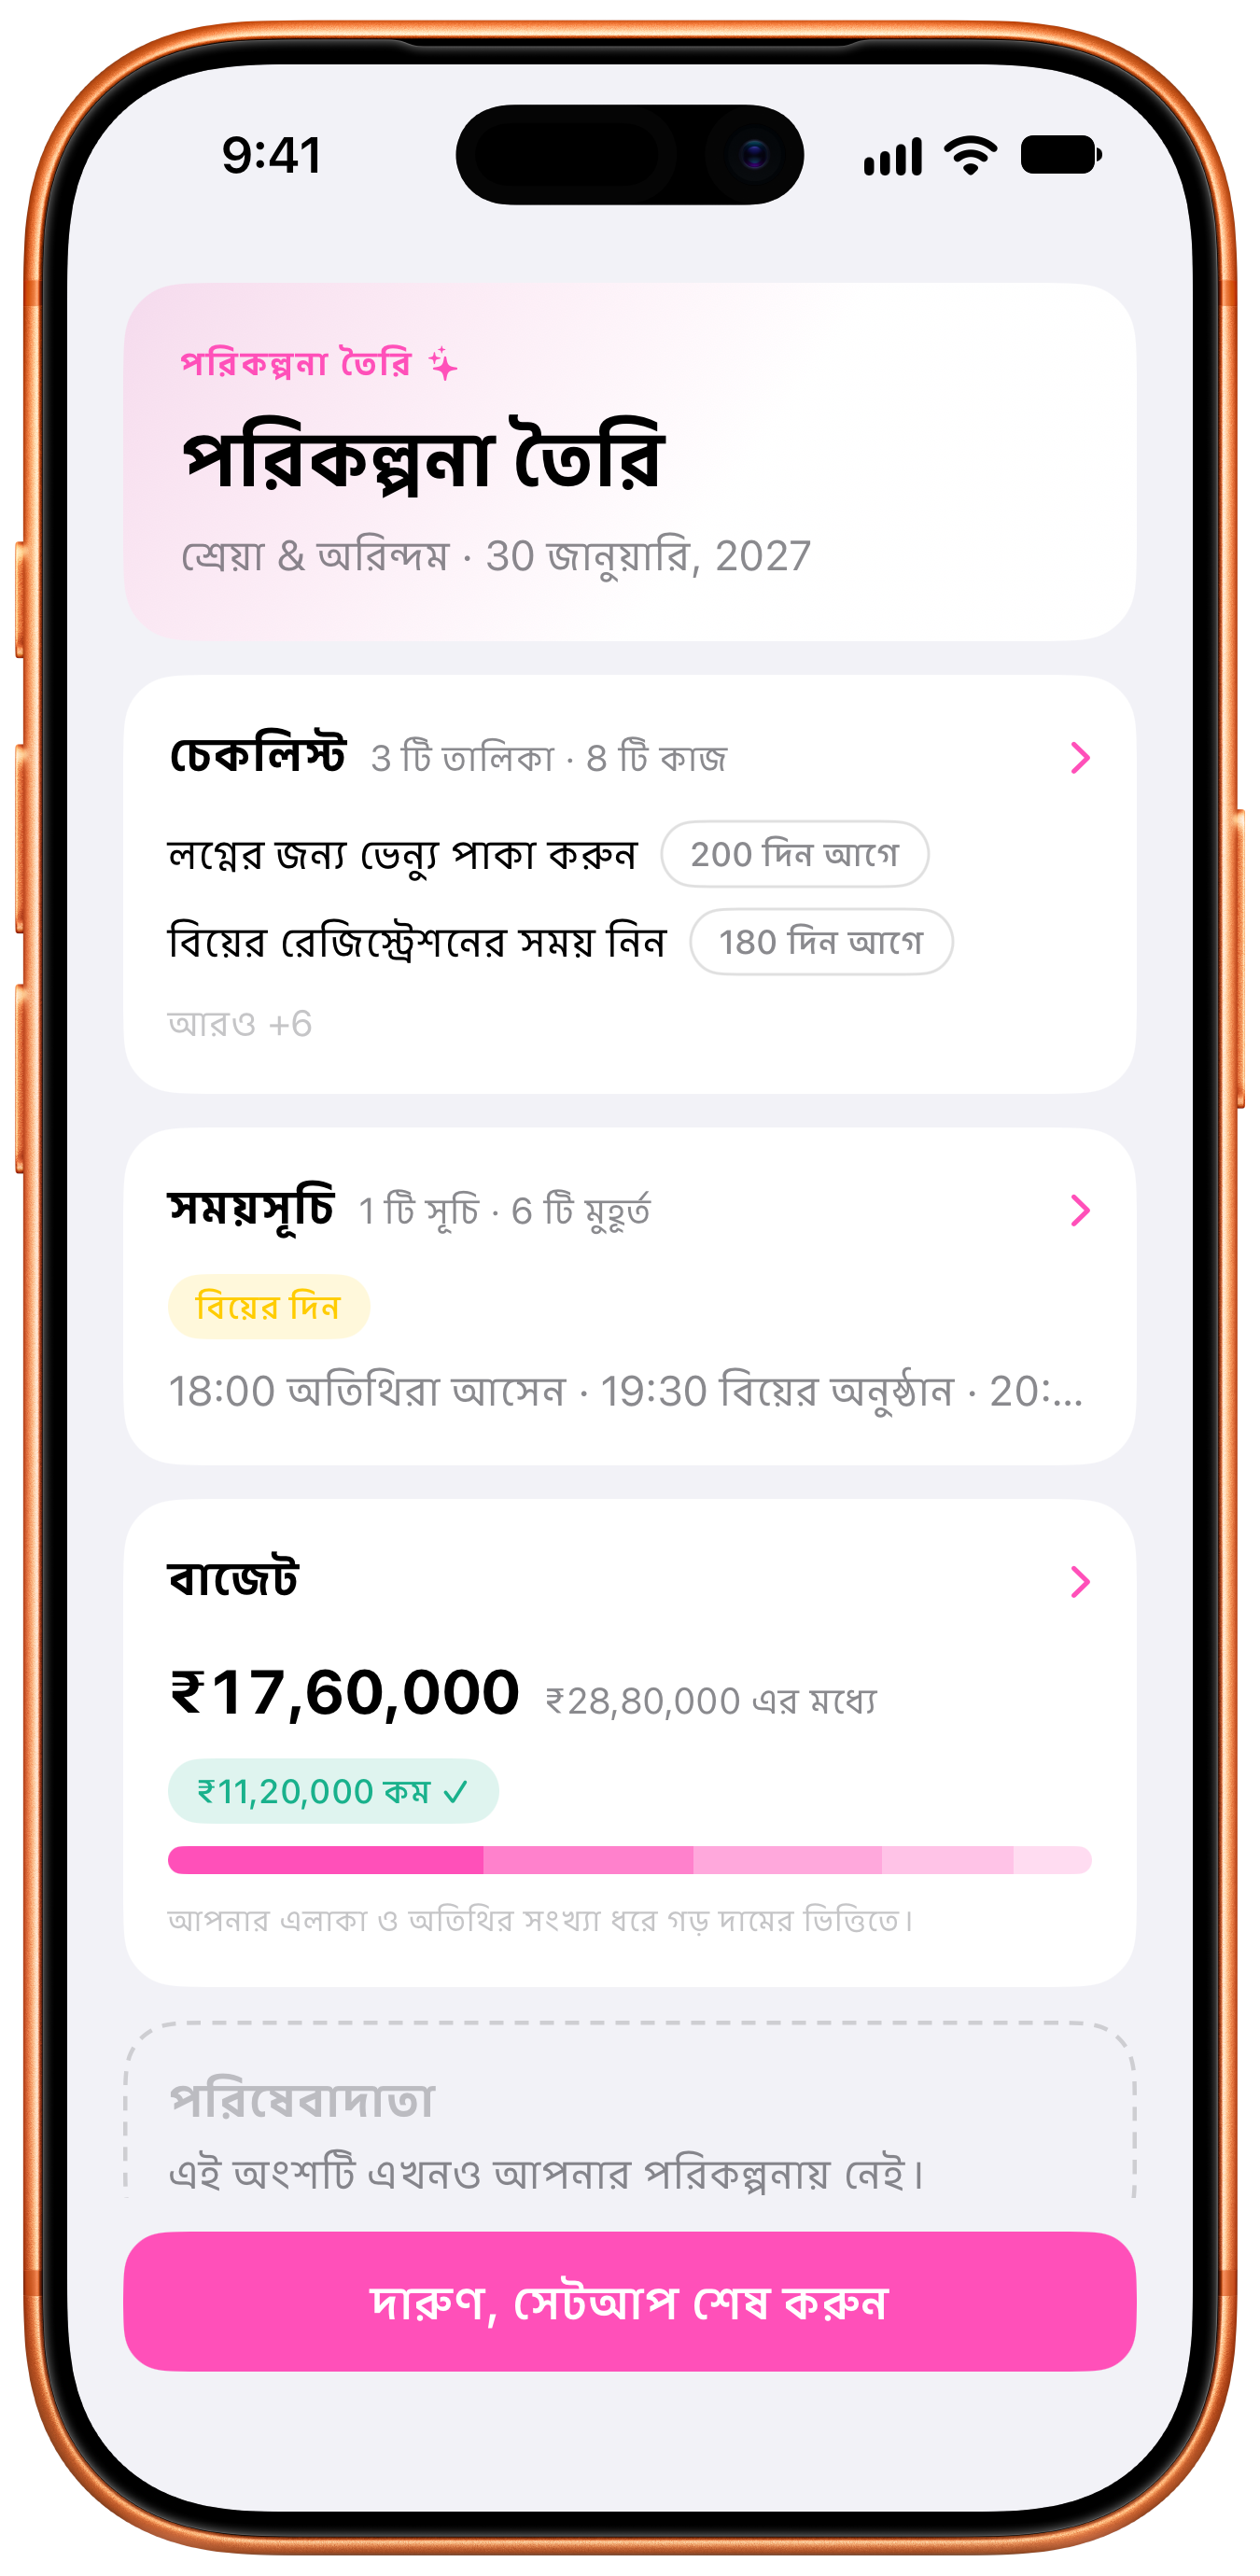 9:41
পরিকল্পনা তৈরি
পরিকল্পনা তৈরি
শ্রেয়া & অরিন্দম · 30 জানুয়ারি, 2027
চেকলিস্ট 3 টি তালিকা · 8 টি কাজ
লগ্নের জন্য ভেন্যু পাকা করুন 200 দিন আগে
বিয়ের রেজিস্ট্রেশনের সময় নিন 180 দিন আগে
আরও +6
সময়সূচি 1 টি সূচি · 6 টি মুহূর্ত
বিয়ের দিন
18:00 অতিথিরা আসেন · 19:30 বিয়ের অনুষ্ঠান · 20:...
বাজেট
₹17,60,000 ₹28,80,000 এর মধ্যে
₹11,20,000 কম ✓
আপনার এলাকা ও অতিথির সংখ্যা ধরে গড় দামের ভিত্তিতে।
পরিষেবাদাতা
এই অংশটি এখনও আপনার পরিকল্পনায় নেই।
দারুণ, সেটআপ শেষ করুন